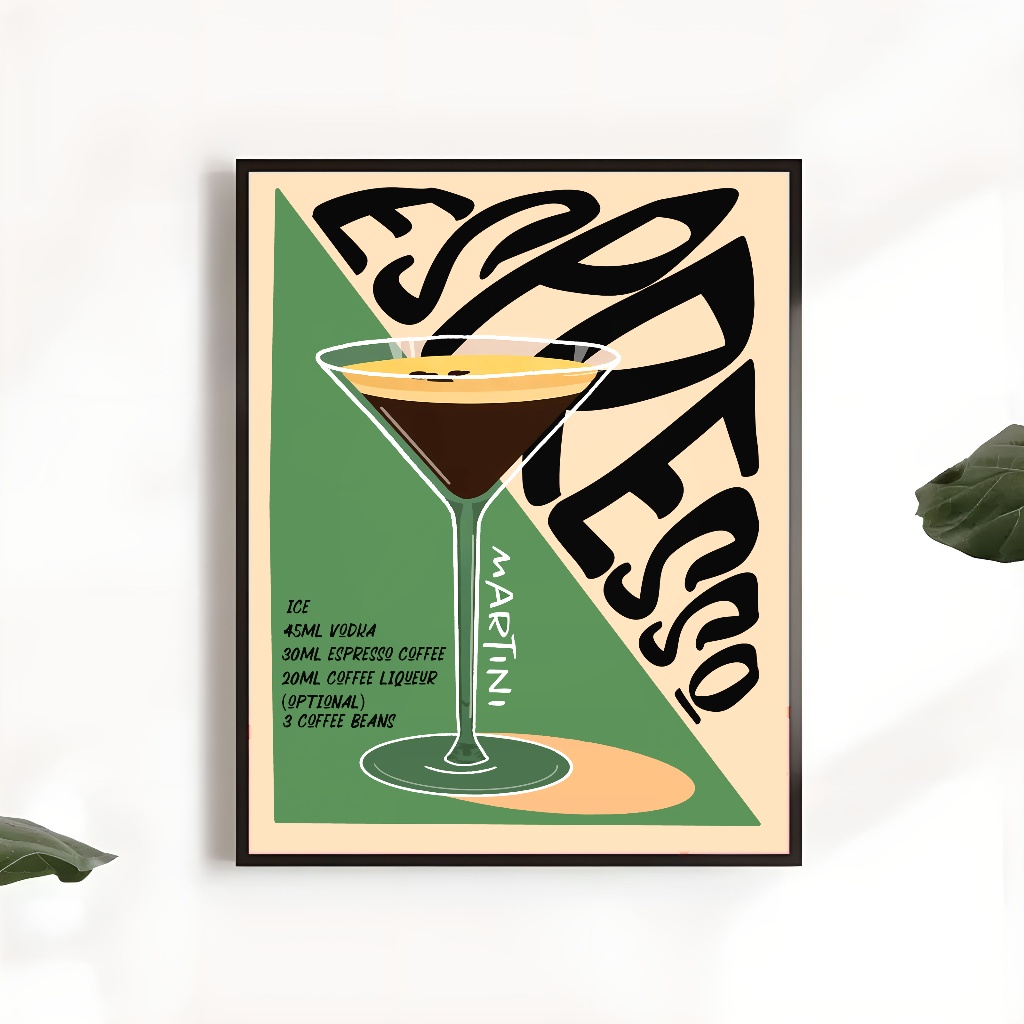 ESPRESSO
MARTINI
ICE
45ML VODKA
30ML ESPRESSO COFFEE
20ML COFFEE LIQUEUR
(OPTIONAL)
3 COFFEE BEANS